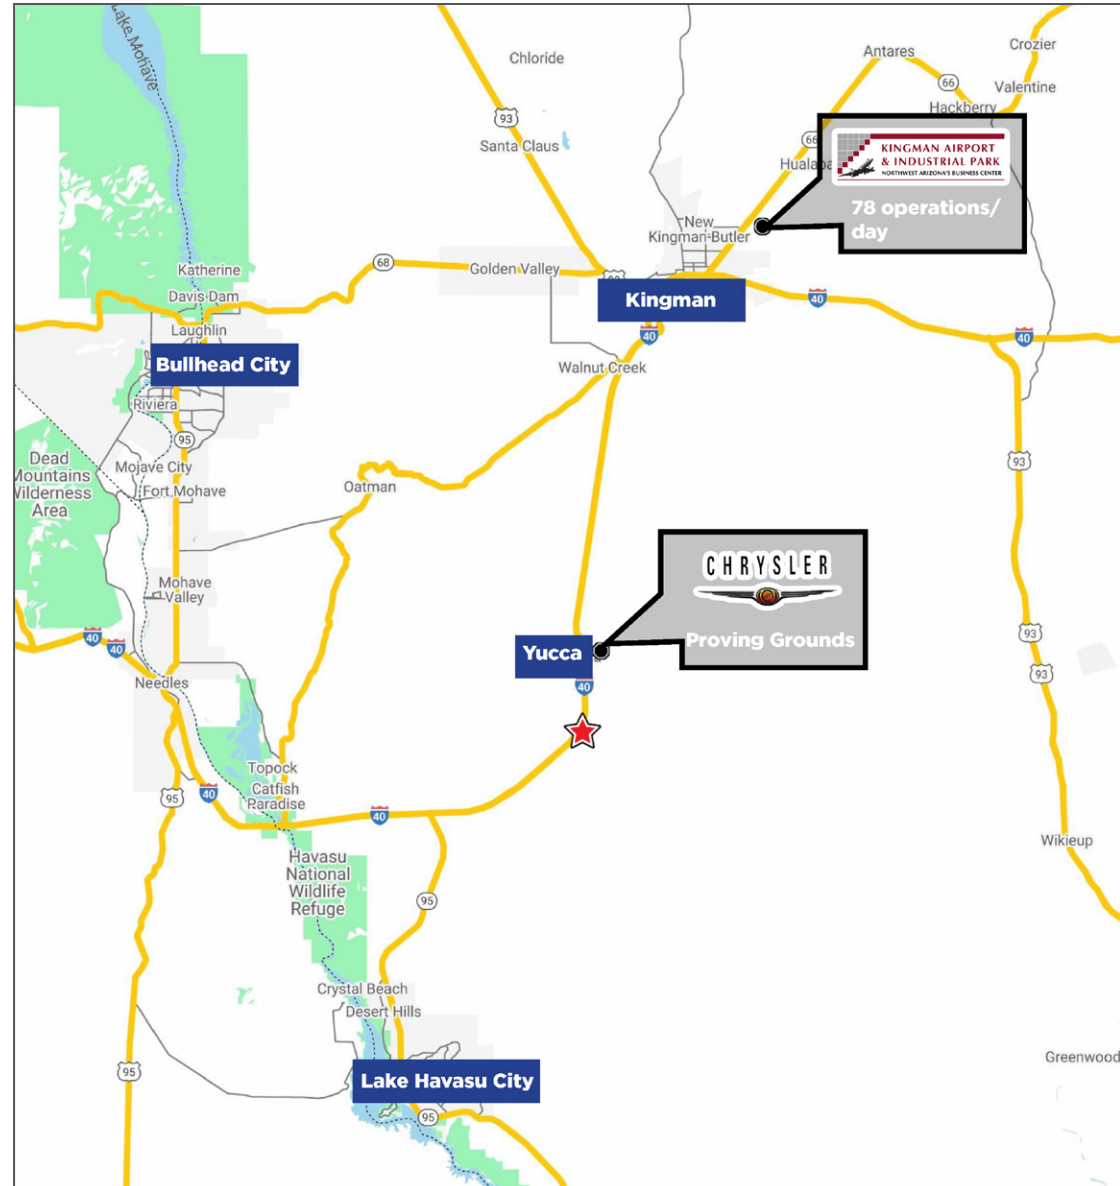 Lake Mohave
Chloride
Antares
Crozier
66
Valentine
93
Hackberry
Santa Claus
66
KINGMAN AIRPORT
& INDUSTRIAL PARK
NORTHWEST ARIZONA'S BUSINESS CENTER
78 operations/
day
New
Kingman-Butler
Katherine
68
Golden Valley
Davis Dam
Kingman
40
Laughlin
40
40
Bullhead City
Walnut Creek
Riviera
95
Dead
Mountains
Wilderness
Area
Mojave City
Fort Mohave
Oatman
93
CHRYSLER
Proving Grounds
Mohave
Valley
40
40
93
Yucca
93
Needles
40
Topock
Catfish
Paradise
95
40
40
Wikieup
Havasu
National
Wildlife
Refuge
95
Crystal Beach
Desert Hills
Greenwood
95
Lake Havasu City
95